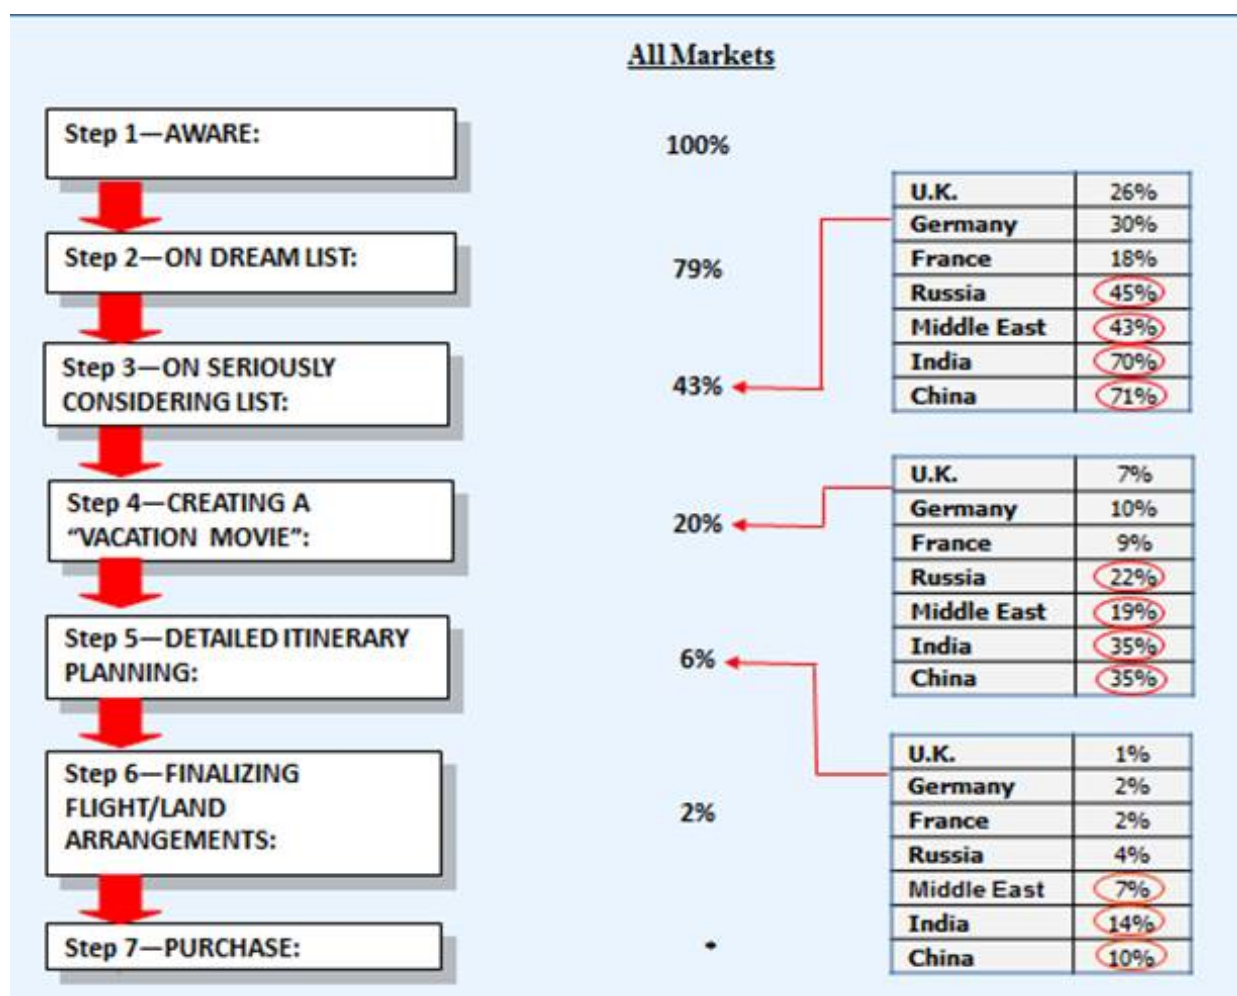 All Markets
Step 1—AWARE:
100%
Step 2—ON DREAM LIST:
79%
Step 3—ON SERIOUSLY
CONSIDERING LIST:
43%
Step 4—CREATING A
“VACATION MOVIE”:
20%
Step 5—DETAILED ITINERARY
PLANNING:
6%
Step 6—FINALIZING
FLIGHT/LAND
ARRANGEMENTS:
2%
Step 7—PURCHASE:
*
U.K. 26%
Germany 30%
France 18%
Russia 45%
Middle East 43%
India 70%
China 71%
U.K. 7%
Germany 10%
France 9%
Russia 22%
Middle East 19%
India 35%
China 35%
U.K. 1%
Germany 2%
France 2%
Russia 4%
Middle East 7%
India 14%
China 10%